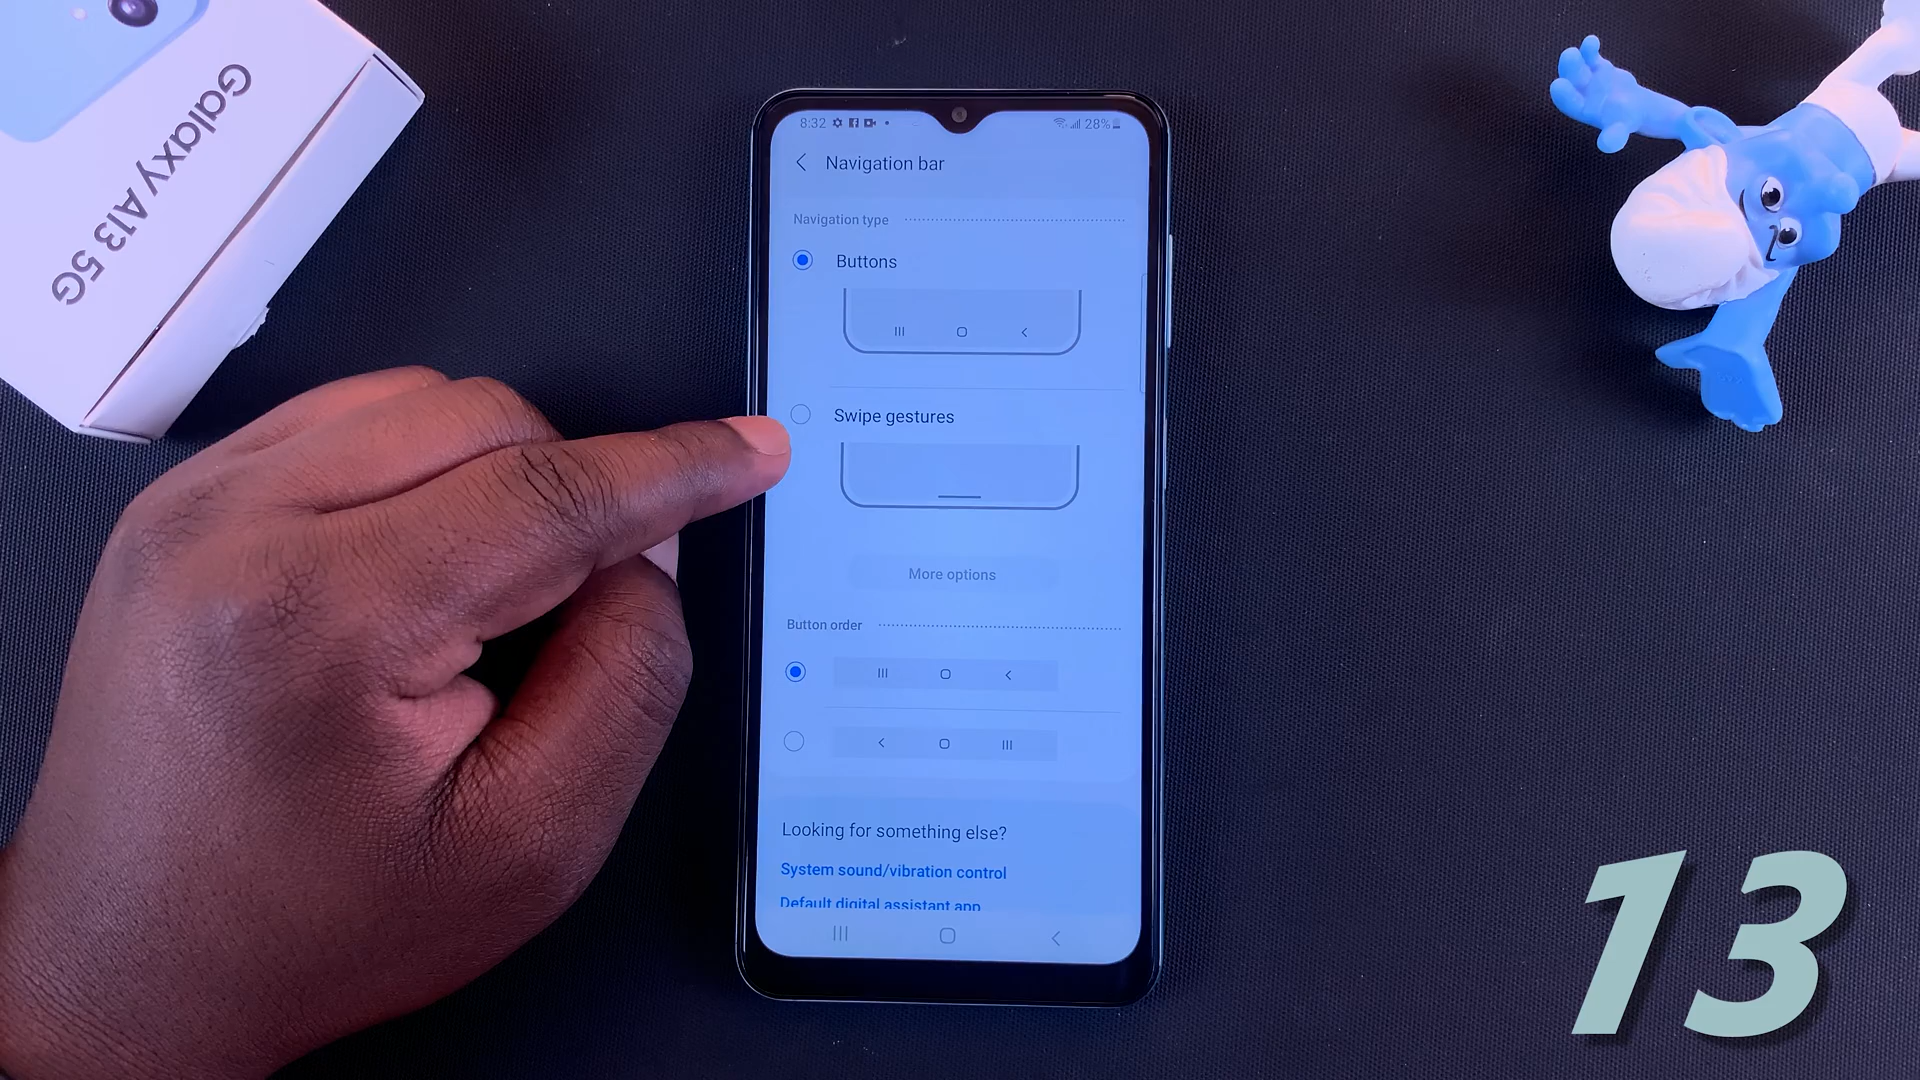 Galaxy A13 5G
8:32
28%
Navigation bar
Navigation type
Buttons
Swipe gestures
More options
Button order
Looking for something else?
System sound/vibration control
Default digital assistant app
13